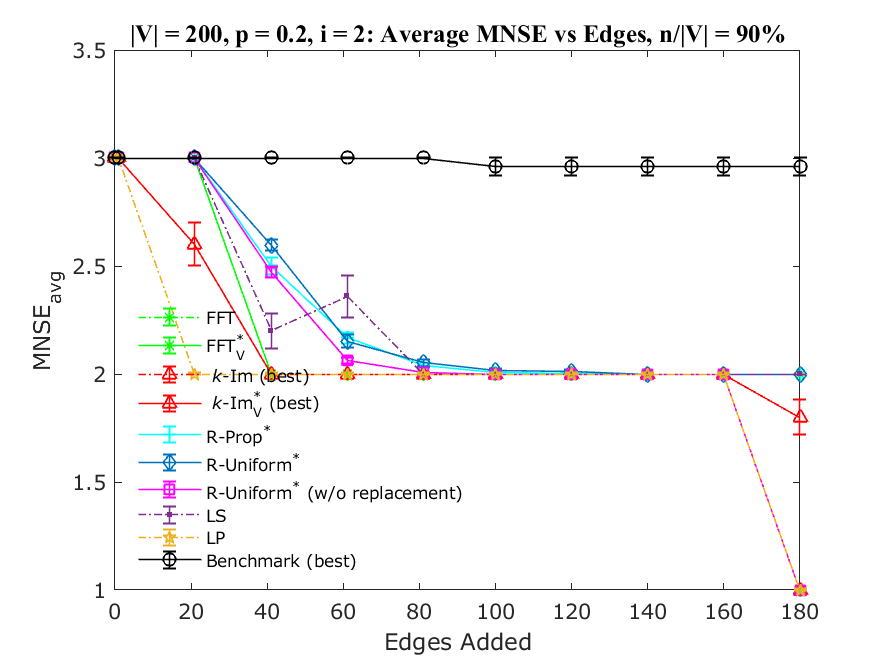 |V| = 200, p = 0.2, i = 2: Average MNSE vs Edges, n/|V| = 90%
3.5
3
2.5
2
1.5
1
MNSE_avg
FFT
FFT*_V
k-Im (best)
k-Im*_V (best)
R-Prop*
R-Uniform*
R-Uniform* (w/o replacement)
LS
LP
Benchmark (best)
0 20 40 60 80 100 120 140 160 180
Edges Added